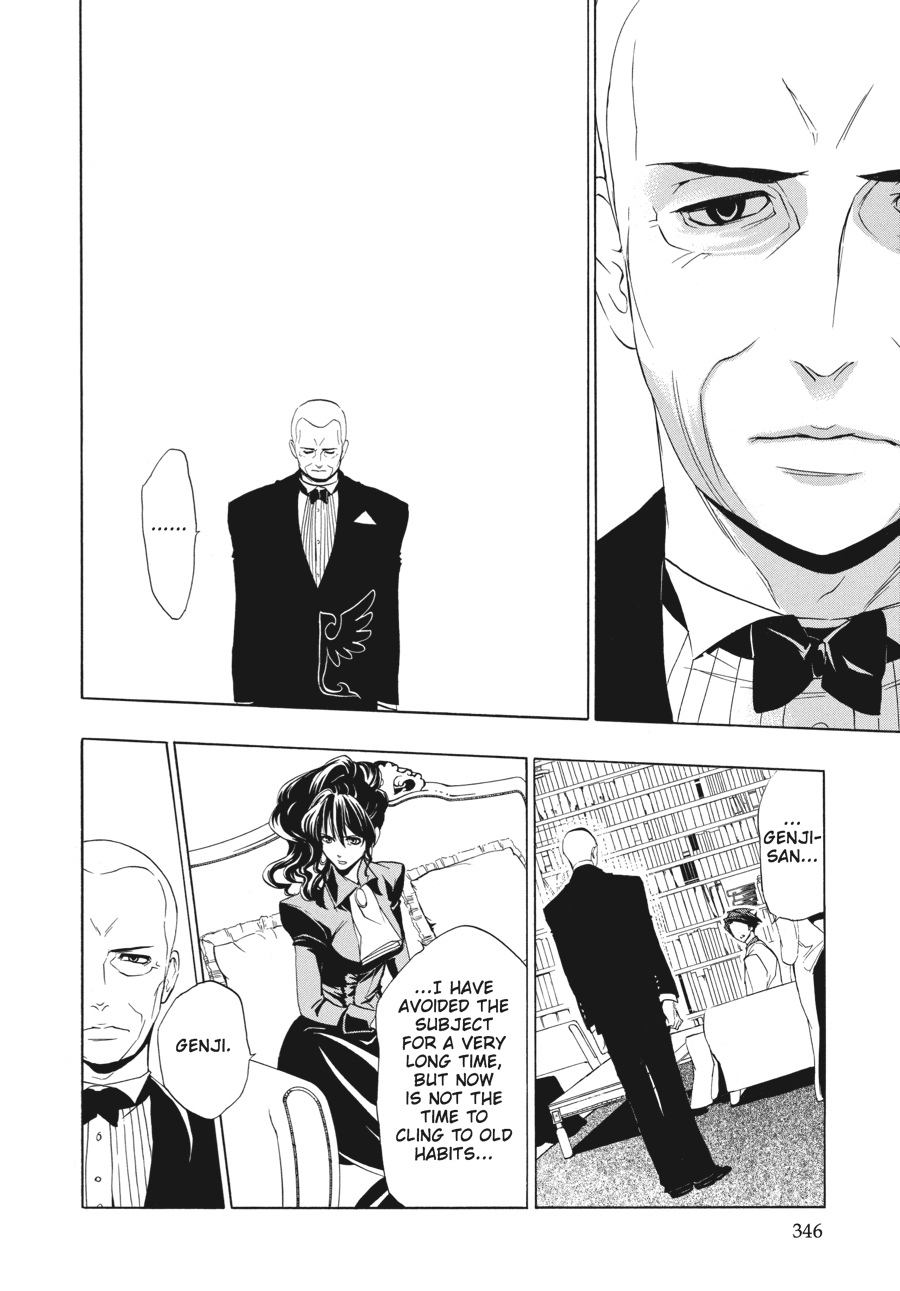 ......
...
GENJI-
SAN...
...I HAVE
AVOIDED THE
SUBJECT
FOR A VERY
LONG TIME,
BUT NOW
IS NOT THE
TIME TO
CLING TO OLD
HABITS...
GENJI.
346